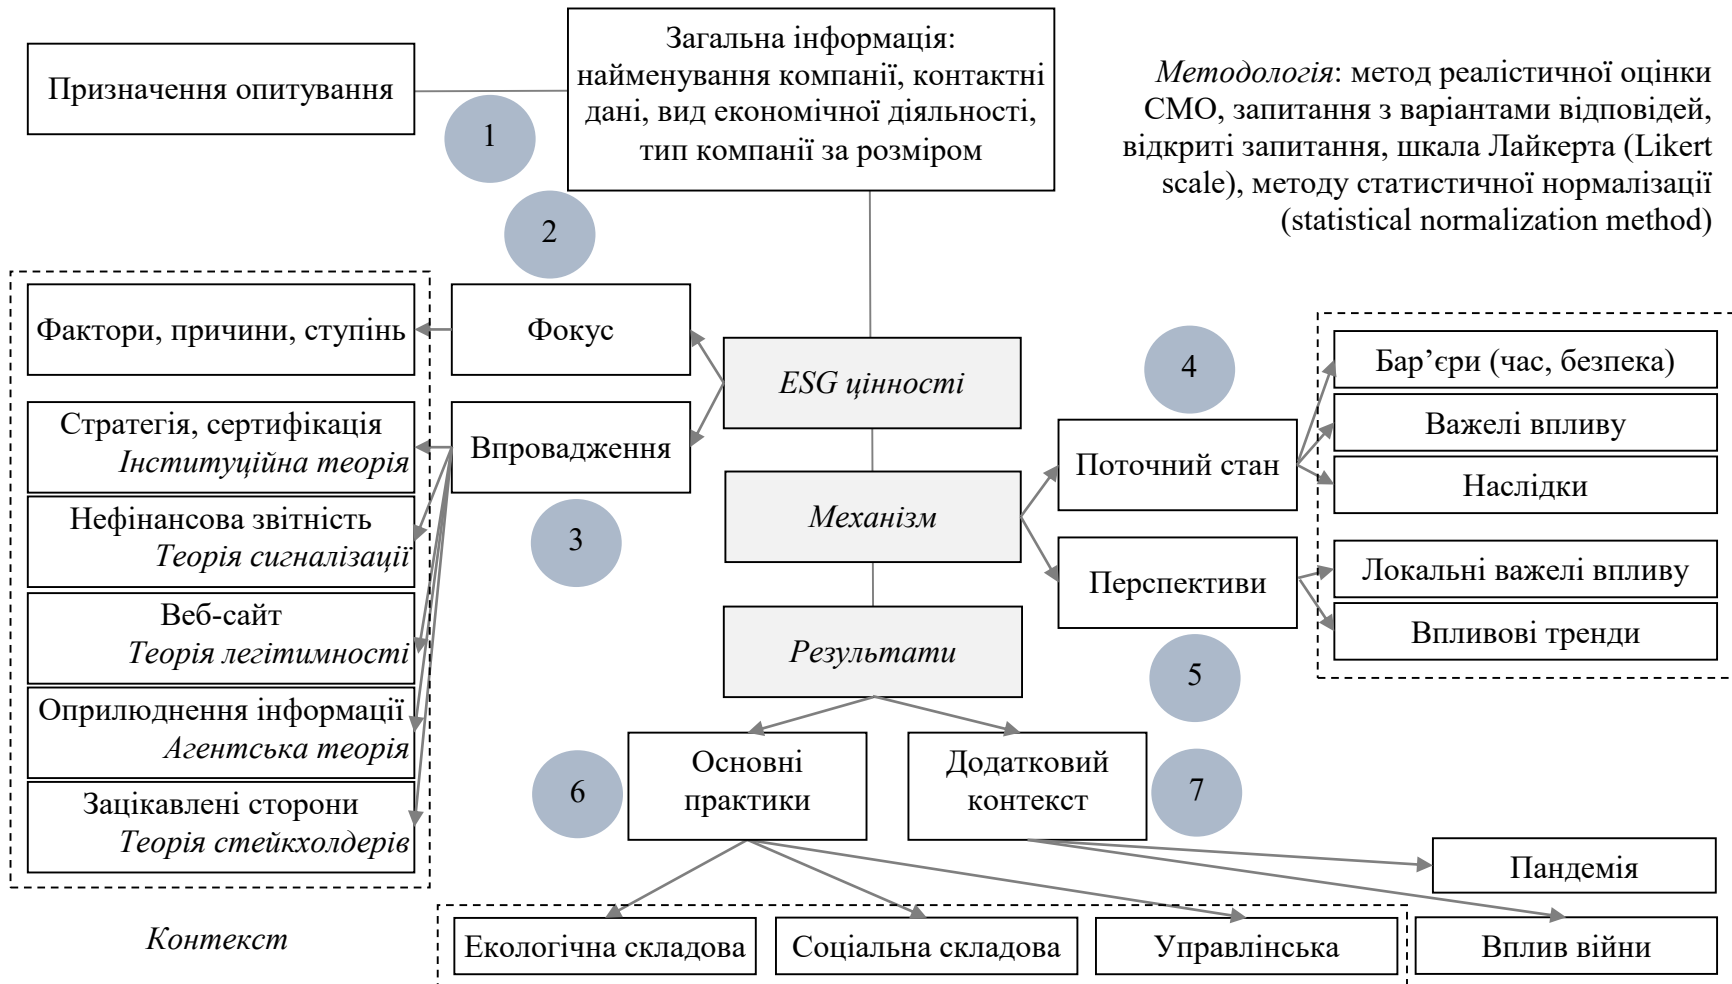 Призначення опитування
Загальна інформація:
найменування компанії, контактні
дані, вид економічної діяльності,
тип компанії за розміром
Методологія: метод реалістичної оцінки
СМО, запитання з варіантами відповідей,
відкриті запитання, шкала Лайкерта (Likert
scale), методу статистичної нормалізації
(statistical normalization method)
1
2
Фактори, причини, ступінь
Фокус
ESG цінності
Стратегія, сертифікація
Інституційна теорія
Впровадження
Нефінансова звітність
Теорія сигналізації
3
Веб-сайт
Теорія легітимності
Оприлюднення інформації
Агентська теорія
Зацікавлені сторони
Теорія стейкхолдерів
Контекст
Механізм
4
Поточний стан
Бар’єри (час, безпека)
Важелі впливу
Наслідки
Перспективи
Локальні важелі впливу
Впливові тренди
5
Результати
6
Основні
практики
Додатковий
контекст
7
Пандемія
Екологічна складова
Соціальна складова
Управлінська
Вплив війни